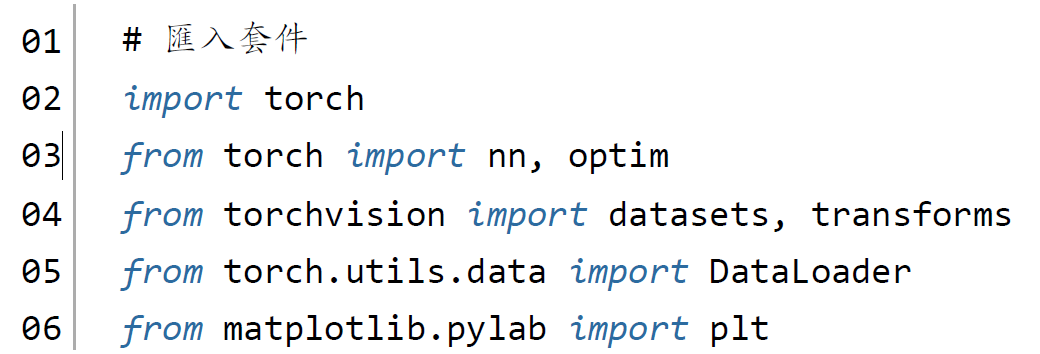 01 # 匯入套件
02 import torch
03 from torch import nn, optim
04 from torchvision import datasets, transforms
05 from torch.utils.data import DataLoader
06 from matplotlib.pylab import plt